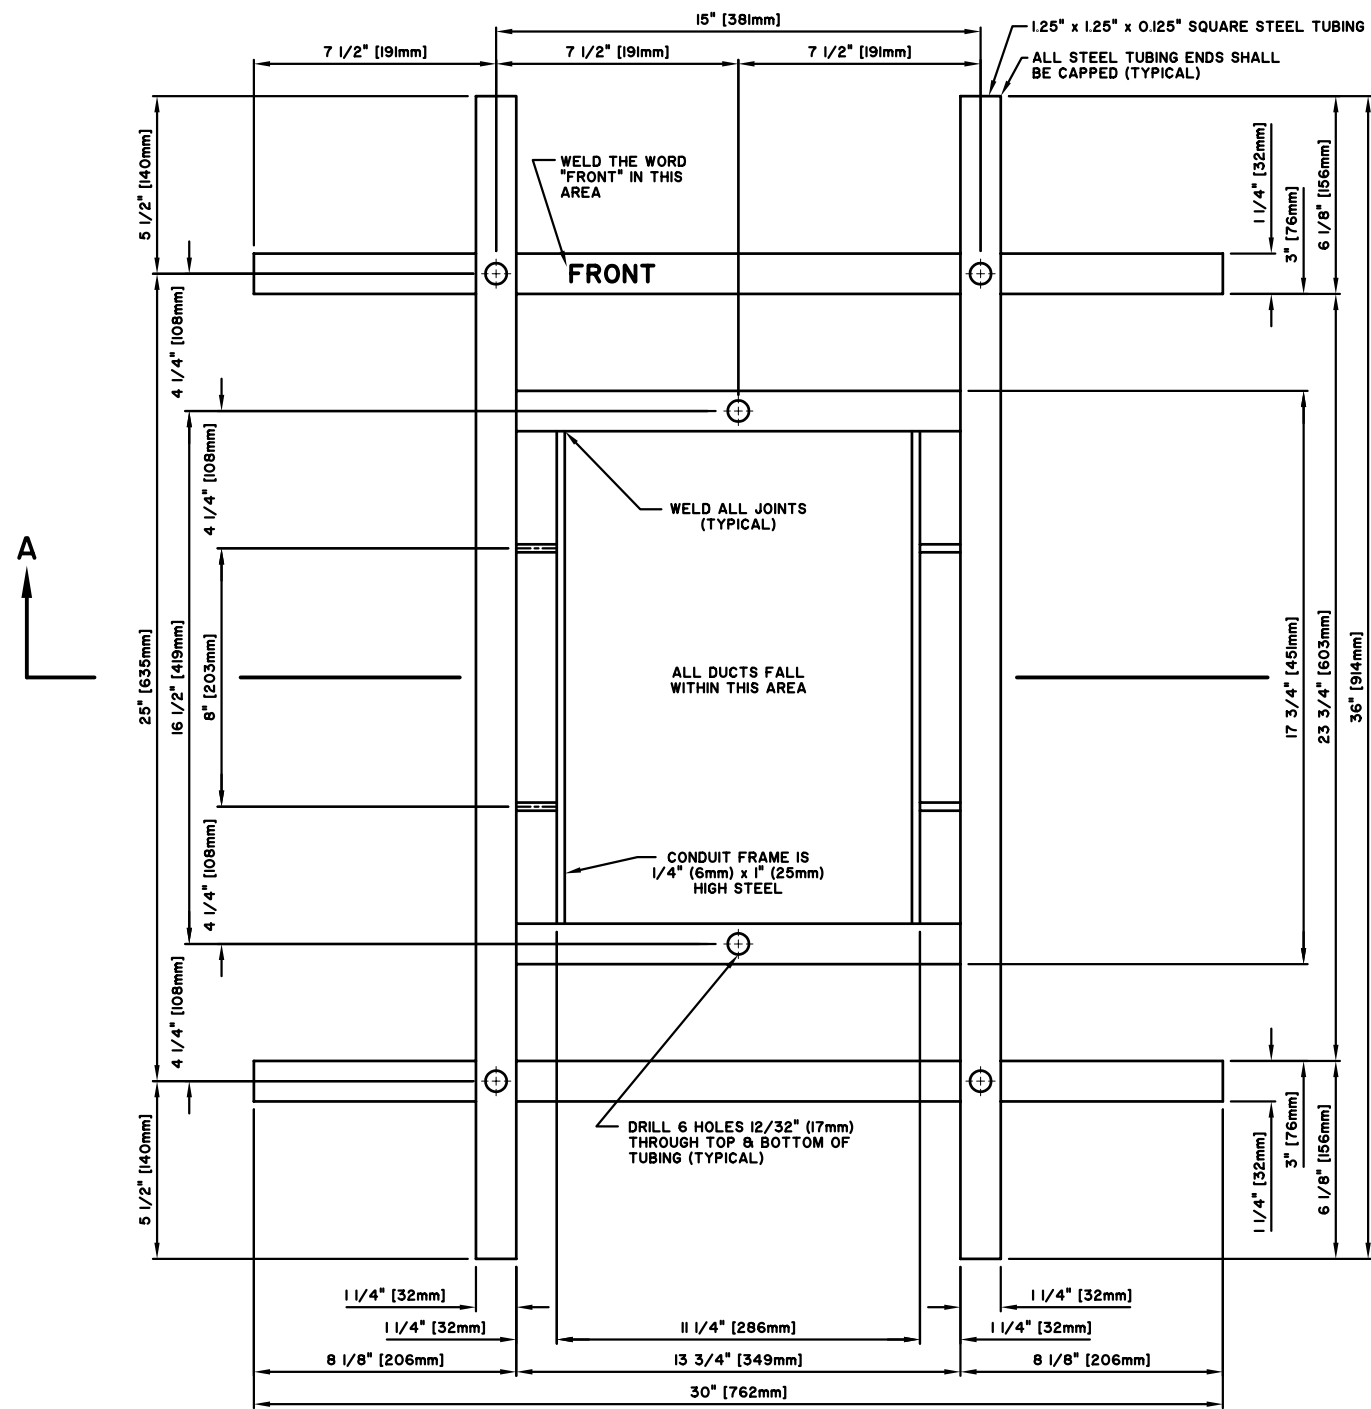 15" [381mm]
7 1/2" [191mm]
7 1/2" [191mm]
7 1/2" [191mm]
1.25" x 1.25" x 0.125" SQUARE STEEL TUBING
ALL STEEL TUBING ENDS SHALL
BE CAPPED (TYPICAL)
WELD THE WORD
"FRONT" IN THIS
AREA
FRONT
5 1/2" [140mm]
4 1/4" [108mm]
4 1/4" [108mm]
25" [635mm]
16 1/2" [419mm]
8" [203mm]
4 1/4" [108mm]
4 1/4" [108mm]
5 1/2" [140mm]
A
1 1/4" [32mm]
3" [76mm]
6 1/8" [156mm]
WELD ALL JOINTS
(TYPICAL)
ALL DUCTS FALL
WITHIN THIS AREA
17 3/4" [451mm]
23 3/4" [603mm]
36" [914mm]
CONDUIT FRAME IS
1/4" (6mm) x 1" (25mm)
HIGH STEEL
DRILL 6 HOLES 12/32" (17mm)
THROUGH TOP & BOTTOM OF
TUBING (TYPICAL)
1 1/4" [32mm]
3" [76mm]
6 1/8" [156mm]
1 1/4" [32mm]
1 1/4" [32mm]
1 1/4" [32mm]
11 1/4" [286mm]
1 1/4" [32mm]
8 1/8" [206mm]
13 3/4" [349mm]
8 1/8" [206mm]
30" [762mm]